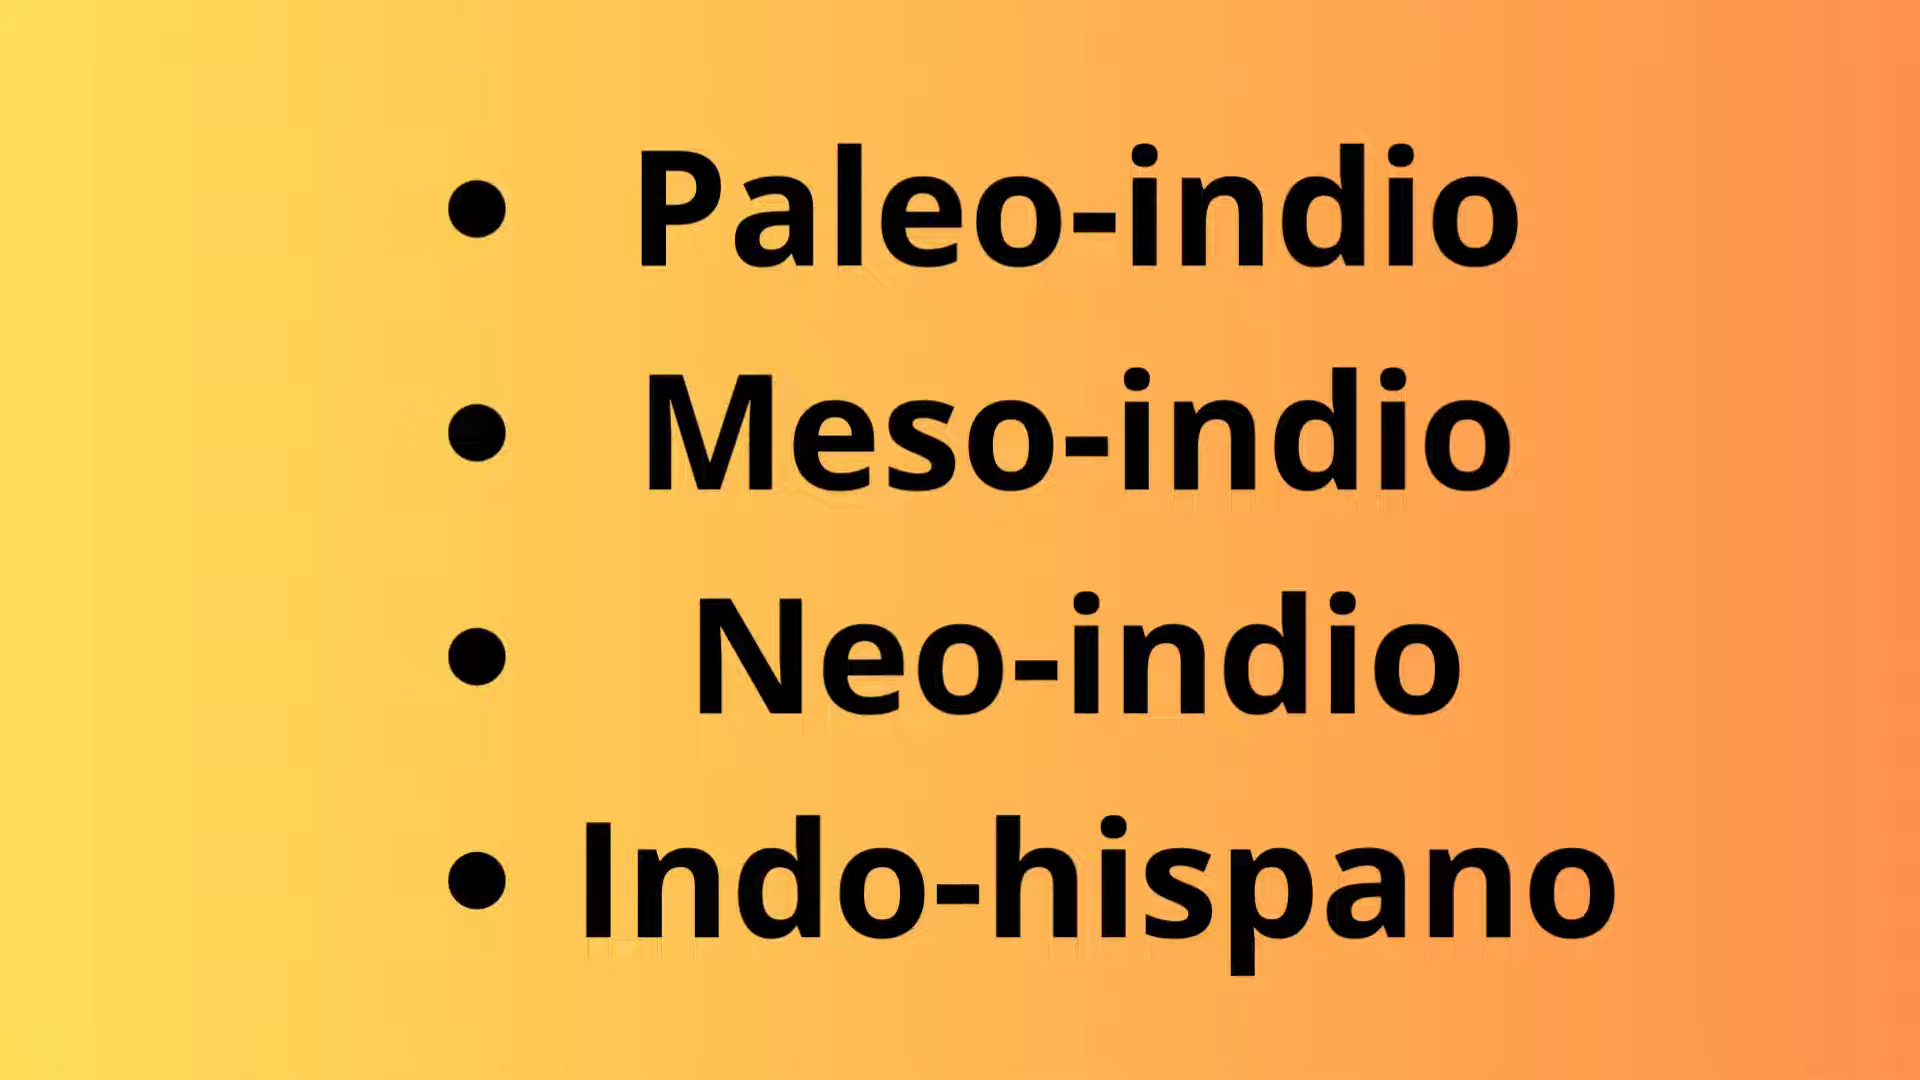 • Paleo-indio
• Meso-indio
• Neo-indio
• Indo-hispano